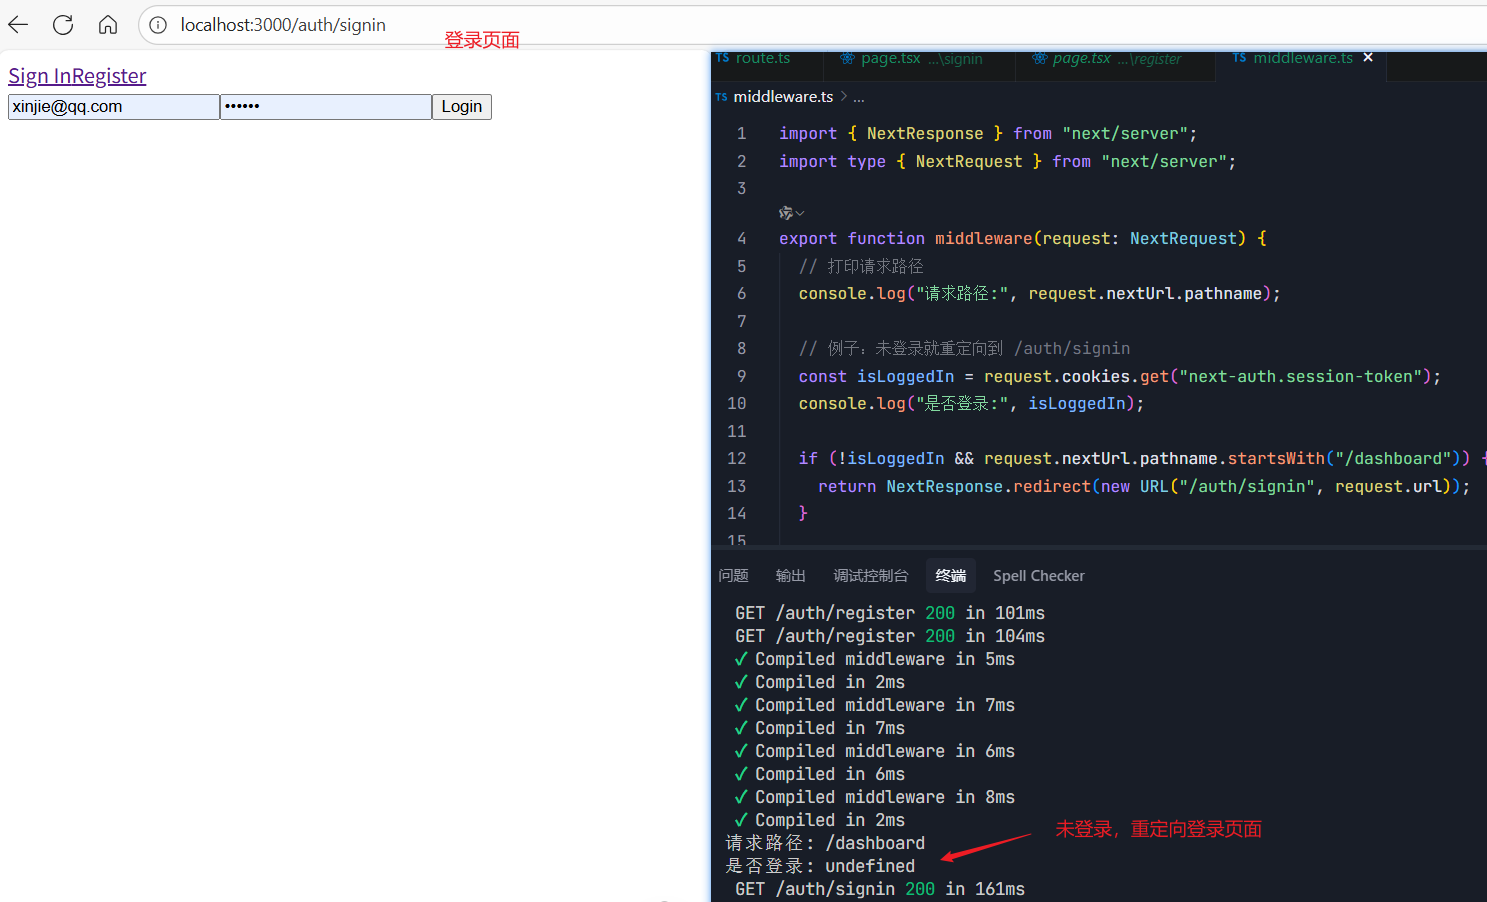 localhost:3000/auth/signin
登录页面
Sign InRegister
xinjie@qq.com •••••• Login
TS route.ts page.tsx ...\signin page.tsx ...\register TS middleware.ts ×
TS middleware.ts > ...
1 import { NextResponse } from "next/server";
2 import type { NextRequest } from "next/server";
3
4 export function middleware(request: NextRequest) {
5 // 打印请求路径
6 console.log("请求路径:", request.nextUrl.pathname);
7
8 // 例子：未登录就重定向到 /auth/signin
9 const isLoggedIn = request.cookies.get("next-auth.session-token");
10 console.log("是否登录:", isLoggedIn);
11
12 if (!isLoggedIn && request.nextUrl.pathname.startsWith("/dashboard")) {
13 return NextResponse.redirect(new URL("/auth/signin", request.url));
14 }
15
问题 输出 调试控制台 终端 Spell Checker
GET /auth/register 200 in 101ms
GET /auth/register 200 in 104ms
✓ Compiled middleware in 5ms
✓ Compiled in 2ms
✓ Compiled middleware in 7ms
✓ Compiled in 7ms
✓ Compiled middleware in 6ms
✓ Compiled in 6ms
✓ Compiled middleware in 8ms
✓ Compiled in 2ms
请求路径: /dashboard
未登录，重定向登录页面
是否登录: undefined
GET /auth/signin 200 in 161ms